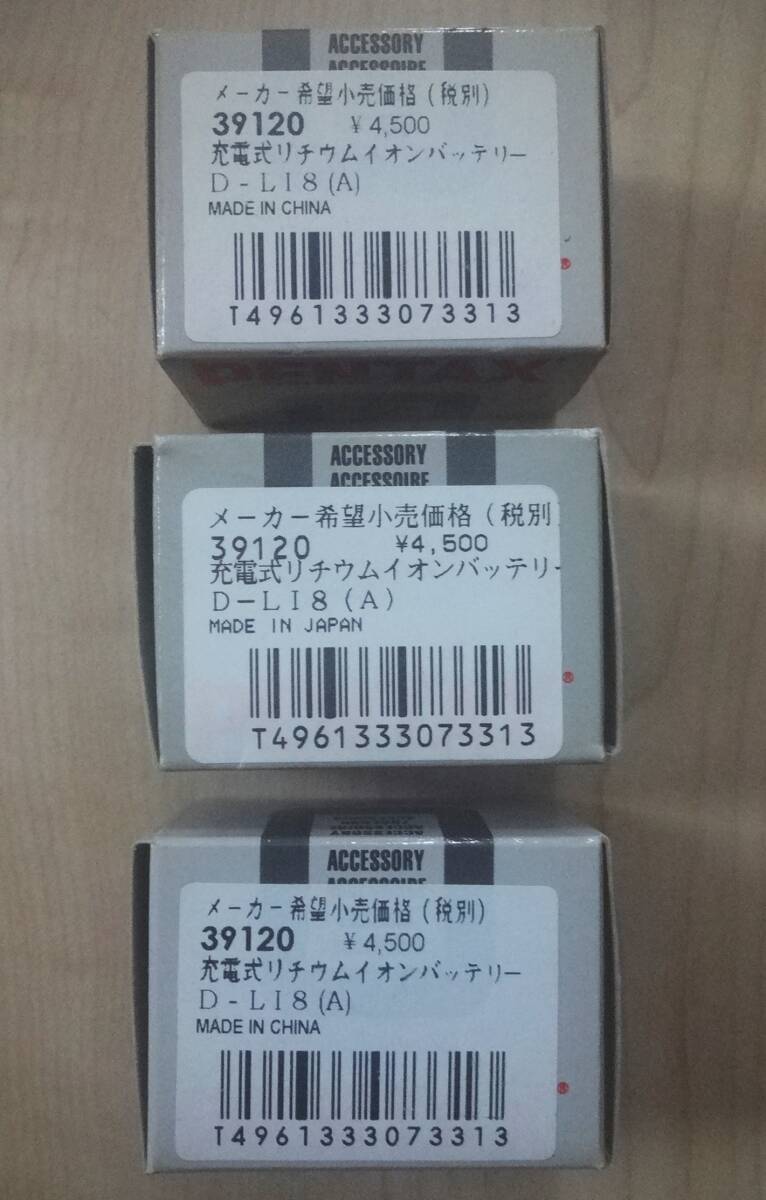 ACCESSORY
ACCESSOIRE
メーカー希望小売価格(税別)
39120 ¥4,500
充電式リチウムイオンバッテリー
D-LI8(A)
MADE IN CHINA
®
T4961333073313
PENTAX
ACCESSORY
ACCESSOIRE
メーカー希望小売価格(税別)
39120 ¥4,500
充電式リチウムイオンバッテリー
D-LI8(A)
MADE IN JAPAN
®
T4961333073313
ACCESSORY
ACCESSOIRE
メーカー希望小売価格(税別)
39120 ¥4,500
充電式リチウムイオンバッテリー
D-LI8(A)
MADE IN CHINA
®
T4961333073313